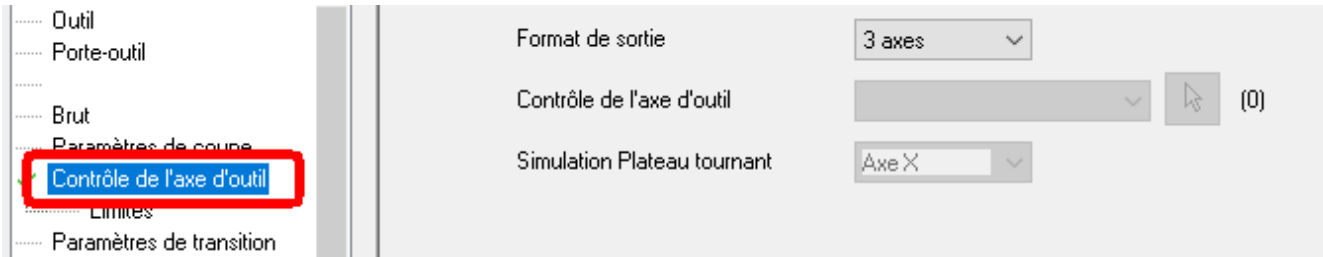 Outil
Porte-outil
Brut
Paramètres de coupe
Contrôle de l'axe d'outil
Limites
Paramètres de transition
Format de sortie
3 axes
Contrôle de l'axe d'outil
(0)
Simulation Plateau tournant
Axe X